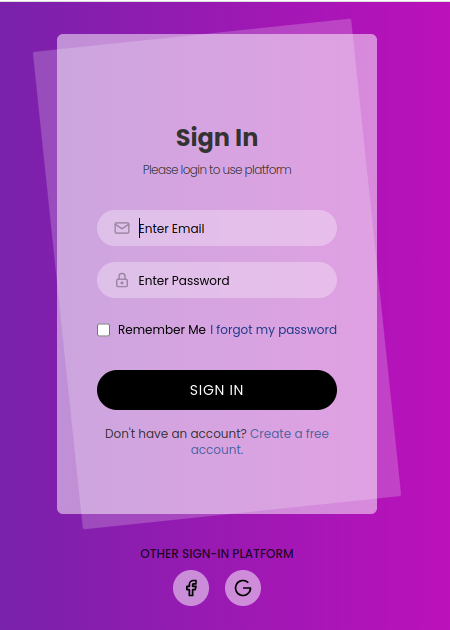 Sign In
Please login to use platform
Enter Email
Enter Password
Remember Me I forgot my password
SIGN IN
Don't have an account? Create a free
account.
OTHER SIGN-IN PLATFORM